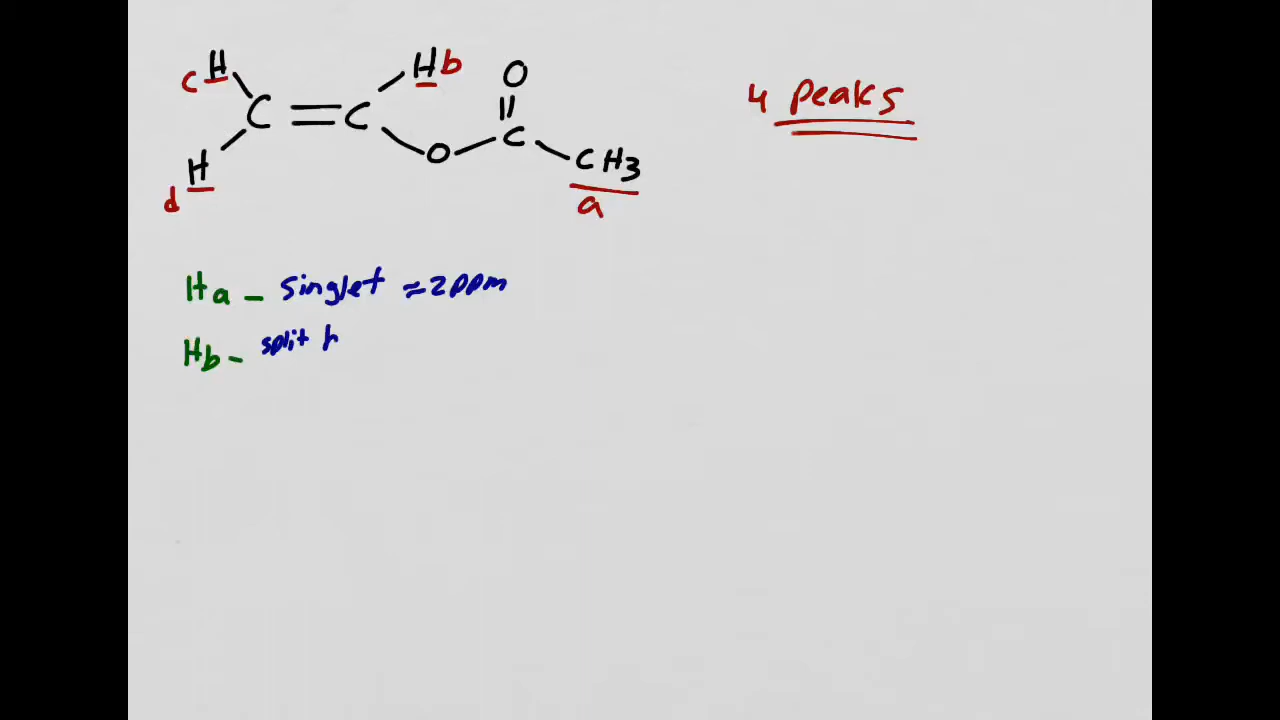 c H H b O
C = C O C CH3
d H a
4 peaks
Ha - singlet ≈ 2ppm
Hb - split